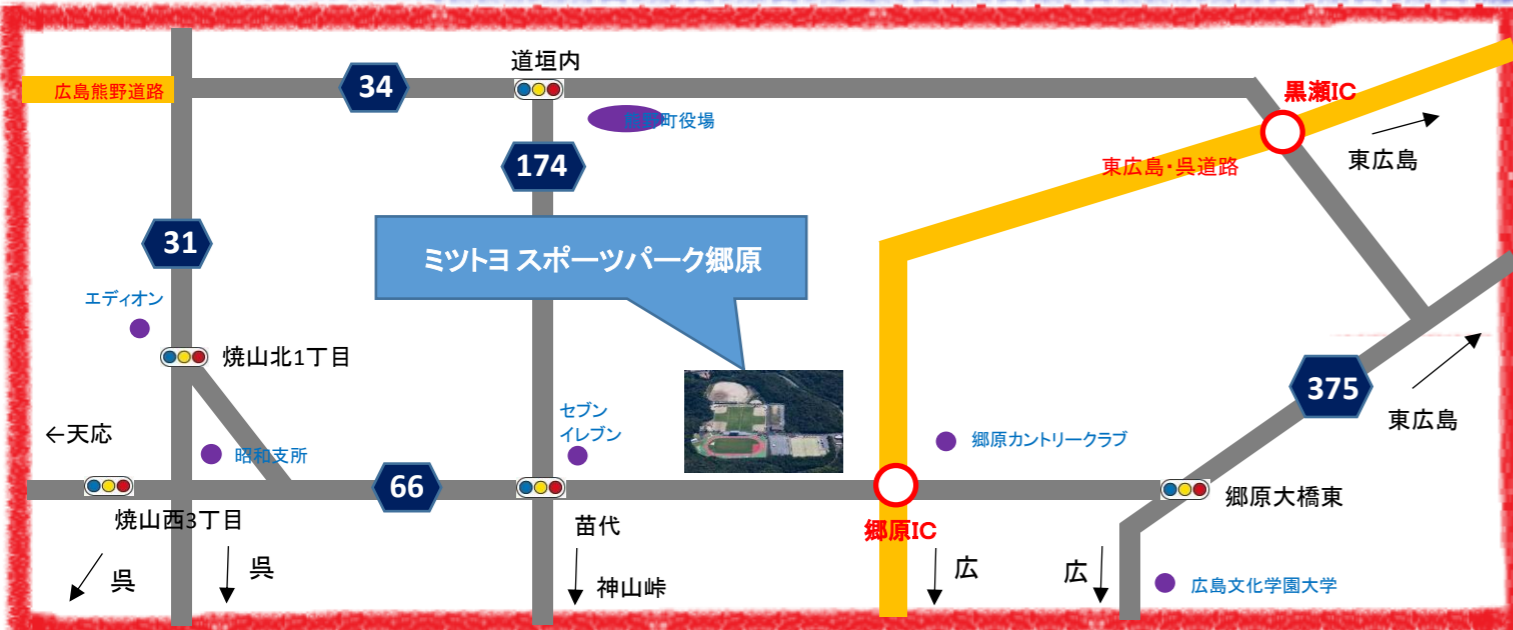 道垣内
広島熊野道路
34
黒瀬IC
熊野町役場
東広島
174
東広島・呉道路
31
ミツトヨ スポーツパーク郷原
エディオン
焼山北1丁目
375
セブン
イレブン
東広島
←天応
郷原カントリークラブ
昭和支所
66
郷原大橋東
焼山西3丁目
苗代
郷原IC
呉
呉
神山峠
広
広
広島文化学園大学